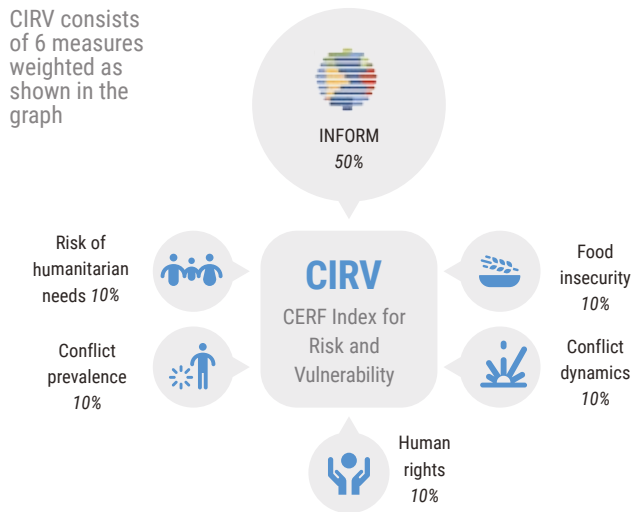 CIRV consists
of 6 measures
weighted as
shown in the
graph
INFORM
50%
Risk of
humanitarian
needs 10%
CIRV
CERF Index for
Risk and
Vulnerability
Food
insecurity
10%
Conflict
prevalence
10%
Conflict
dynamics
10%
Human
rights
10%